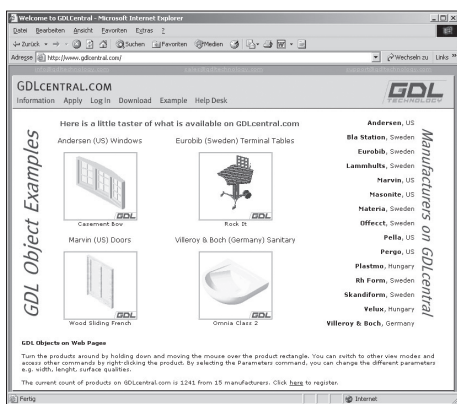 Welcome to GDLCentral - Microsoft Internet Explorer
Datei Bearbeiten Ansicht Favoriten Extras ?
Zurück Suchen Favoriten Medien
Adresse http://www.gdlcentral.com/ Wechseln zu Links »
GDLCENTRAL.COM
GDL
TECHNOLOGY
Information Apply Log In Download Example Help Desk
Here is a little taster of what is available on GDLcentral.com
GDL Object Examples
Andersen (US) Windows
GDL
Casement Bow
Eurobib (Sweden) Terminal Tables
GDL
Rock It
Marvin (US) Doors
GDL
Wood Sliding French
Villeroy & Boch (Germany) Sanitary
GDL
Omnia Class 2
Manufacturers on GDLcentral
Andersen, US
Bla Station, Sweden
Eurobib, Sweden
Lammhults, Sweden
Marvin, US
Masonite, US
Materia, Sweden
Offecct, Sweden
Pella, US
Pergo, US
Plastmo, Hungary
Rh Form, Sweden
Skandiform, Sweden
Velux, Hungary
Villeroy & Boch, Germany
GDL Objects on Web Pages
Turn the products around by holding down and moving the mouse over the product rectangle. You can switch to other view modes and
access other commands by right-clicking the product. By selecting the Parameters command, you can change the different parameters
e.g. width, lenght, surface qualities.
The current count of products on GDLcentral.com is 1241 from 15 manufacturers. Click here to register.
Fertig Internet